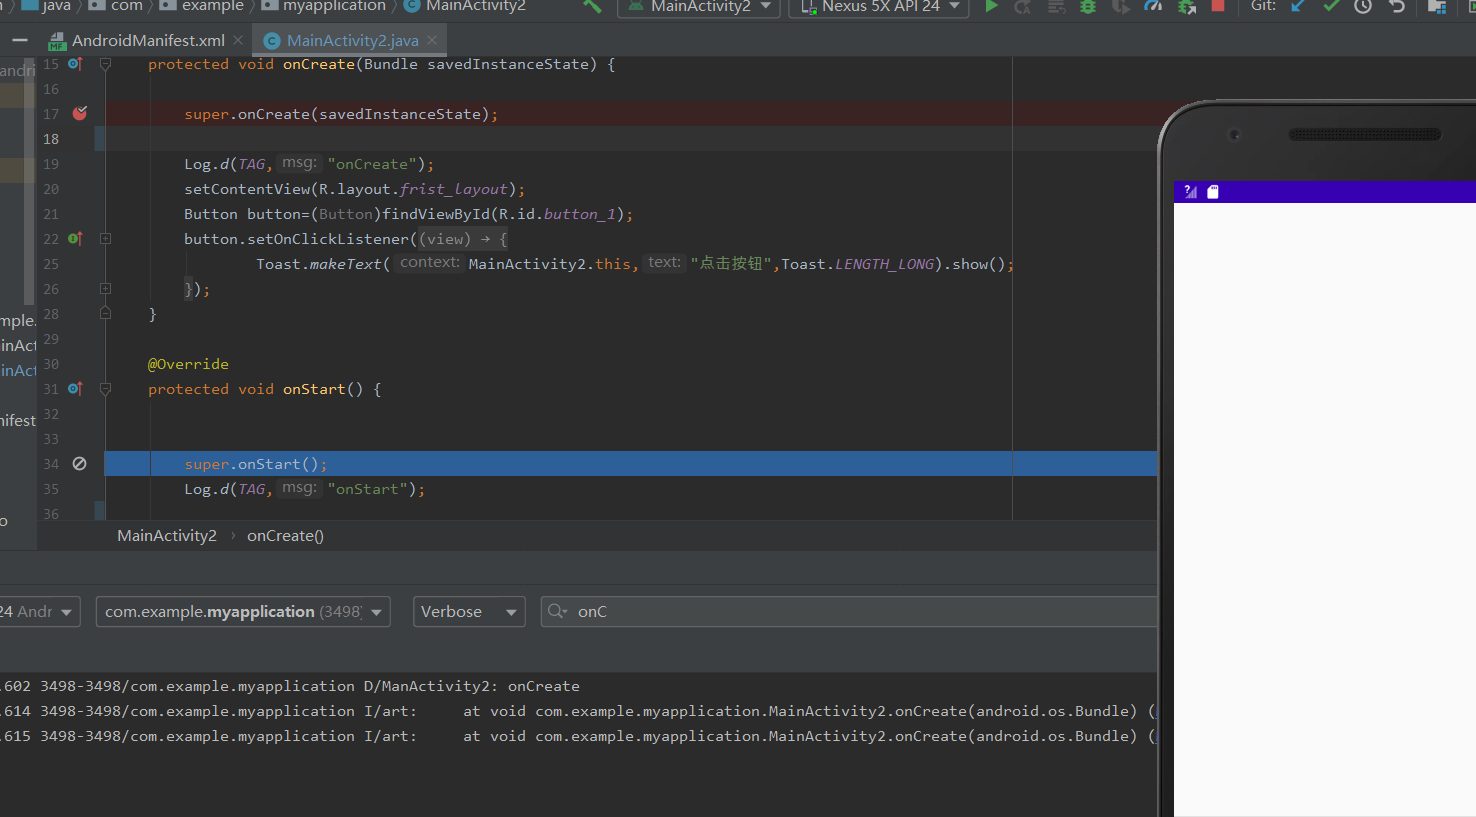 java com example myapplication MainActivity2 MainActivity2 Nexus 5X API 24 Git:
AndroidManifest.xml MainActivity2.java
15 protected void onCreate(Bundle savedInstanceState) {
16
17 super.onCreate(savedInstanceState);
18
19 Log.d(TAG, msg: "onCreate");
20 setContentView(R.layout.frist_layout);
21 Button button=(Button)findViewById(R.id.button_1);
22 button.setOnClickListener((view) → {
25 Toast.makeText( context: MainActivity2.this, text: "点击按钮",Toast.LENGTH_LONG).show();
26 });
28 }
29
30 @Override
31 protected void onStart() {
32
33
34 super.onStart();
35 Log.d(TAG, msg: "onStart");
36
MainActivity2 › onCreate()
24 Andr com.example.myapplication (3498) Verbose onC
.602 3498-3498/com.example.myapplication D/ManActivity2: onCreate
.614 3498-3498/com.example.myapplication I/art: at void com.example.myapplication.MainActivity2.onCreate(android.os.Bundle) (
.615 3498-3498/com.example.myapplication I/art: at void com.example.myapplication.MainActivity2.onCreate(android.os.Bundle) (